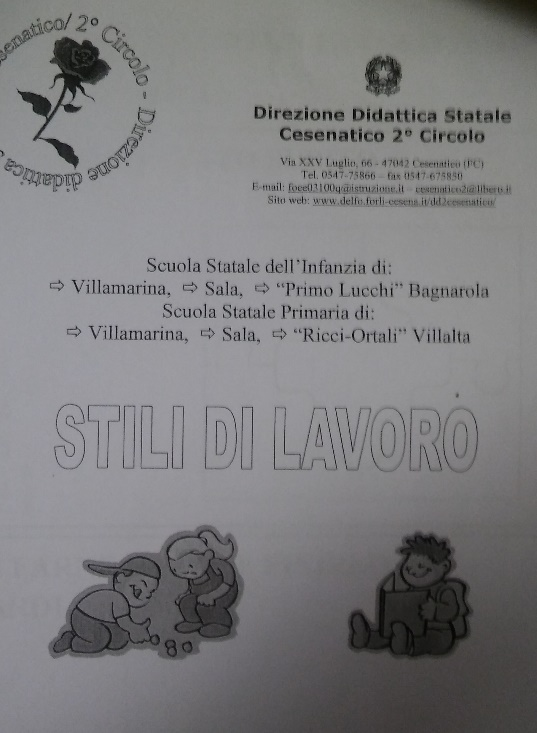 Cesenatico/ 2° Circolo - Direzione didattica
Direzione Didattica Statale
Cesenatico 2° Circolo
Via XXV Luglio, 66 - 47042 Cesenatico (FC)
Tel. 0547-75866 – fax 0547-675850
E-mail: foee03100q@istruzione.it – cesenatico2@libero.it
Sito web: www.delfo.forli-cesena.it/dd2cesenatico/
Scuola Statale dell'Infanzia di:
⇨ Villamarina, ⇨ Sala, ⇨ "Primo Lucchi" Bagnarola
Scuola Statale Primaria di:
⇨ Villamarina, ⇨ Sala, ⇨ "Ricci-Ortali" Villalta
STILI DI LAVORO